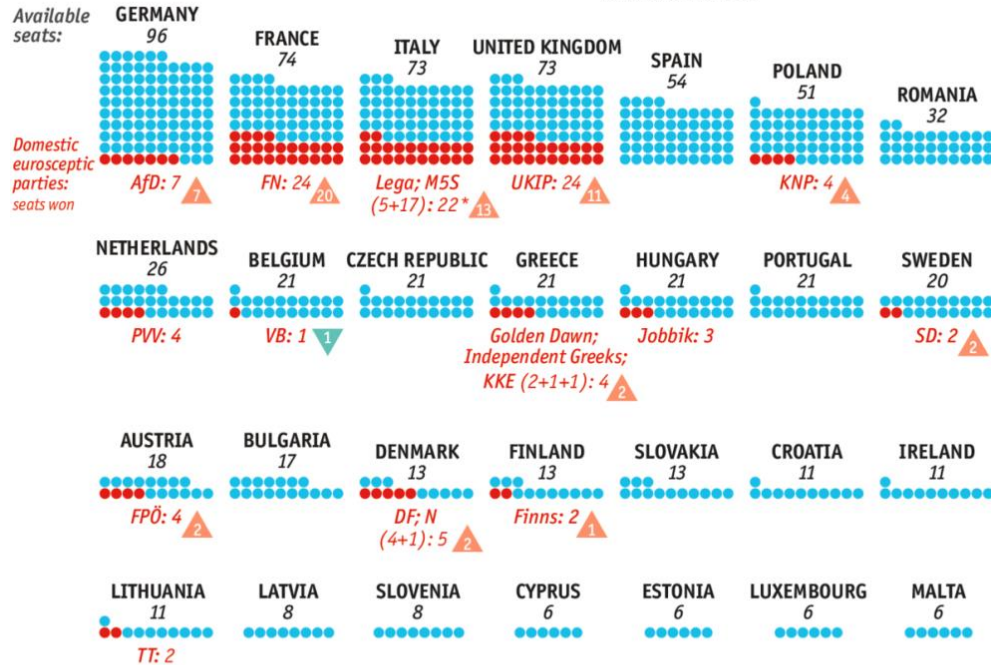 Available
seats:
GERMANY
96
FRANCE
74
ITALY
73
UNITED KINGDOM
73
SPAIN
54
POLAND
51
ROMANIA
32
Domestic
eurosceptic
parties:
seats won
AfD: 7
7
FN: 24
20
Lega; M5S
(5+17): 22*
13
UKIP: 24
11
KNP: 4
4
NETHERLANDS
26
BELGIUM
21
CZECH REPUBLIC
21
GREECE
21
HUNGARY
21
PORTUGAL
21
SWEDEN
20
PVV: 4
VB: 1
1
Golden Dawn;
Independent Greeks;
KKE (2+1+1): 4
2
Jobbik: 3
SD: 2
2
AUSTRIA
18
BULGARIA
17
DENMARK
13
FINLAND
13
SLOVAKIA
13
CROATIA
11
IRELAND
11
FPÖ: 4
2
DF; N
(4+1): 5
2
Finns: 2
1
LITHUANIA
11
LATVIA
8
SLOVENIA
8
CYPRUS
6
ESTONIA
6
LUXEMBOURG
6
MALTA
6
TT: 2